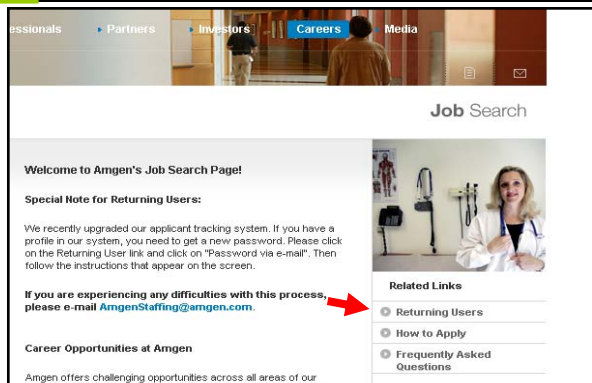 Partners
Investors
Careers
Media
Job Search
Welcome to Amgen's Job Search Page!
Special Note for Returning Users:
We recently upgraded our applicant tracking system. If you have a
profile in our system, you need to get a new password. Please click
on the Returning User link and click on "Password via e-mail". Then
follow the instructions that appear on the screen.
If you are experiencing any difficulties with this process,
please e-mail AmgenStaffing@amgen.com.
Career Opportunities at Amgen
Amgen offers challenging opportunities across all areas of our
Related Links
Returning Users
How to Apply
Frequently Asked
Questions